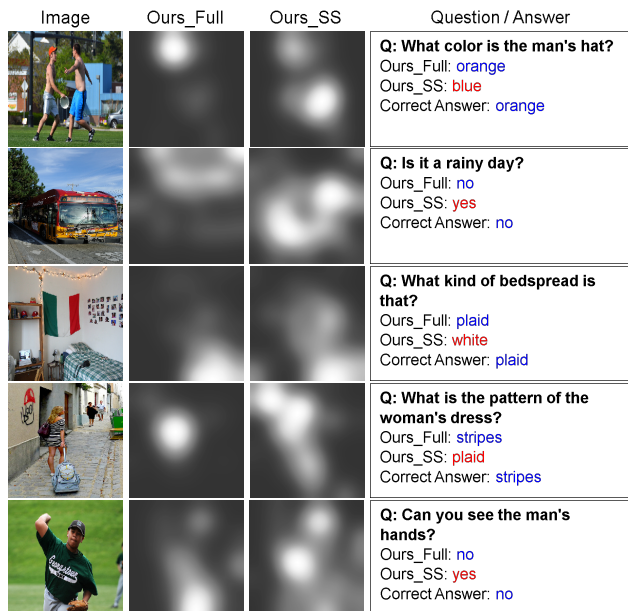 Image Ours_Full Ours_SS Question / Answer
Q: What color is the man's hat?
Ours_Full: orange
Ours_SS: blue
Correct Answer: orange
Q: Is it a rainy day?
Ours_Full: no
Ours_SS: yes
Correct Answer: no
Q: What kind of bedspread is
that?
Ours_Full: plaid
Ours_SS: white
Correct Answer: plaid
Q: What is the pattern of the
woman's dress?
Ours_Full: stripes
Ours_SS: plaid
Correct Answer: stripes
Q: Can you see the man's
hands?
Ours_Full: no
Ours_SS: yes
Correct Answer: no